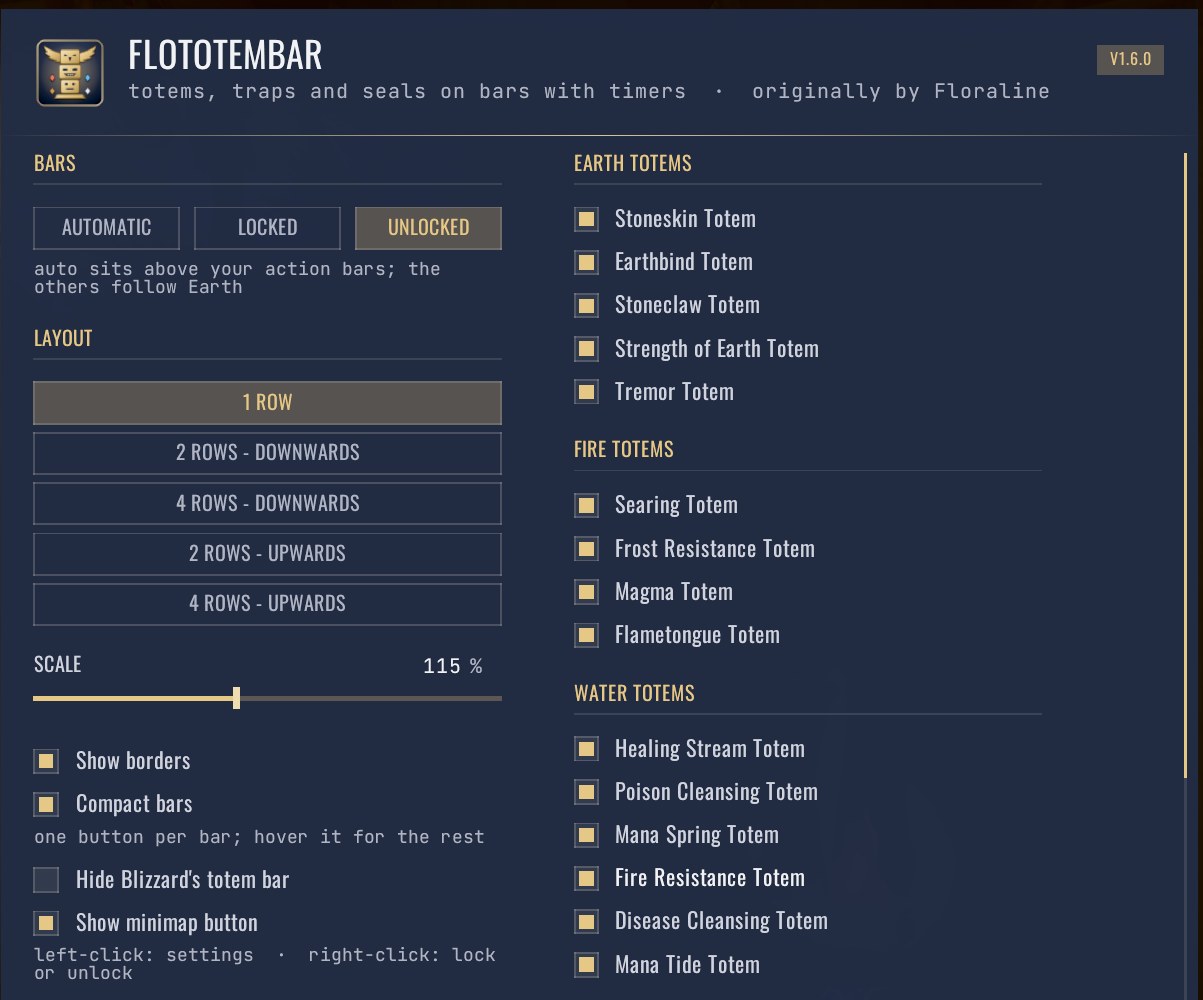 FLOTOTEMBAR
V1.6.0
totems, traps and seals on bars with timers · originally by Floraline
BARS
AUTOMATIC
LOCKED
UNLOCKED
auto sits above your action bars; the
others follow Earth
LAYOUT
1 ROW
2 ROWS - DOWNWARDS
4 ROWS - DOWNWARDS
2 ROWS - UPWARDS
4 ROWS - UPWARDS
SCALE
115 %
Show borders
Compact bars
one button per bar; hover it for the rest
Hide Blizzard's totem bar
Show minimap button
left-click: settings · right-click: lock
or unlock
EARTH TOTEMS
Stoneskin Totem
Earthbind Totem
Stoneclaw Totem
Strength of Earth Totem
Tremor Totem
FIRE TOTEMS
Searing Totem
Frost Resistance Totem
Magma Totem
Flametongue Totem
WATER TOTEMS
Healing Stream Totem
Poison Cleansing Totem
Mana Spring Totem
Fire Resistance Totem
Disease Cleansing Totem
Mana Tide Totem